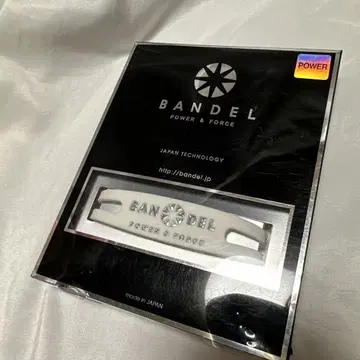 POWER
BANDEL
POWER & FORCE
JAPAN TECHNOLOGY
http://bandel.jp
BANDEL
POWER & FORCE
made in JAPAN